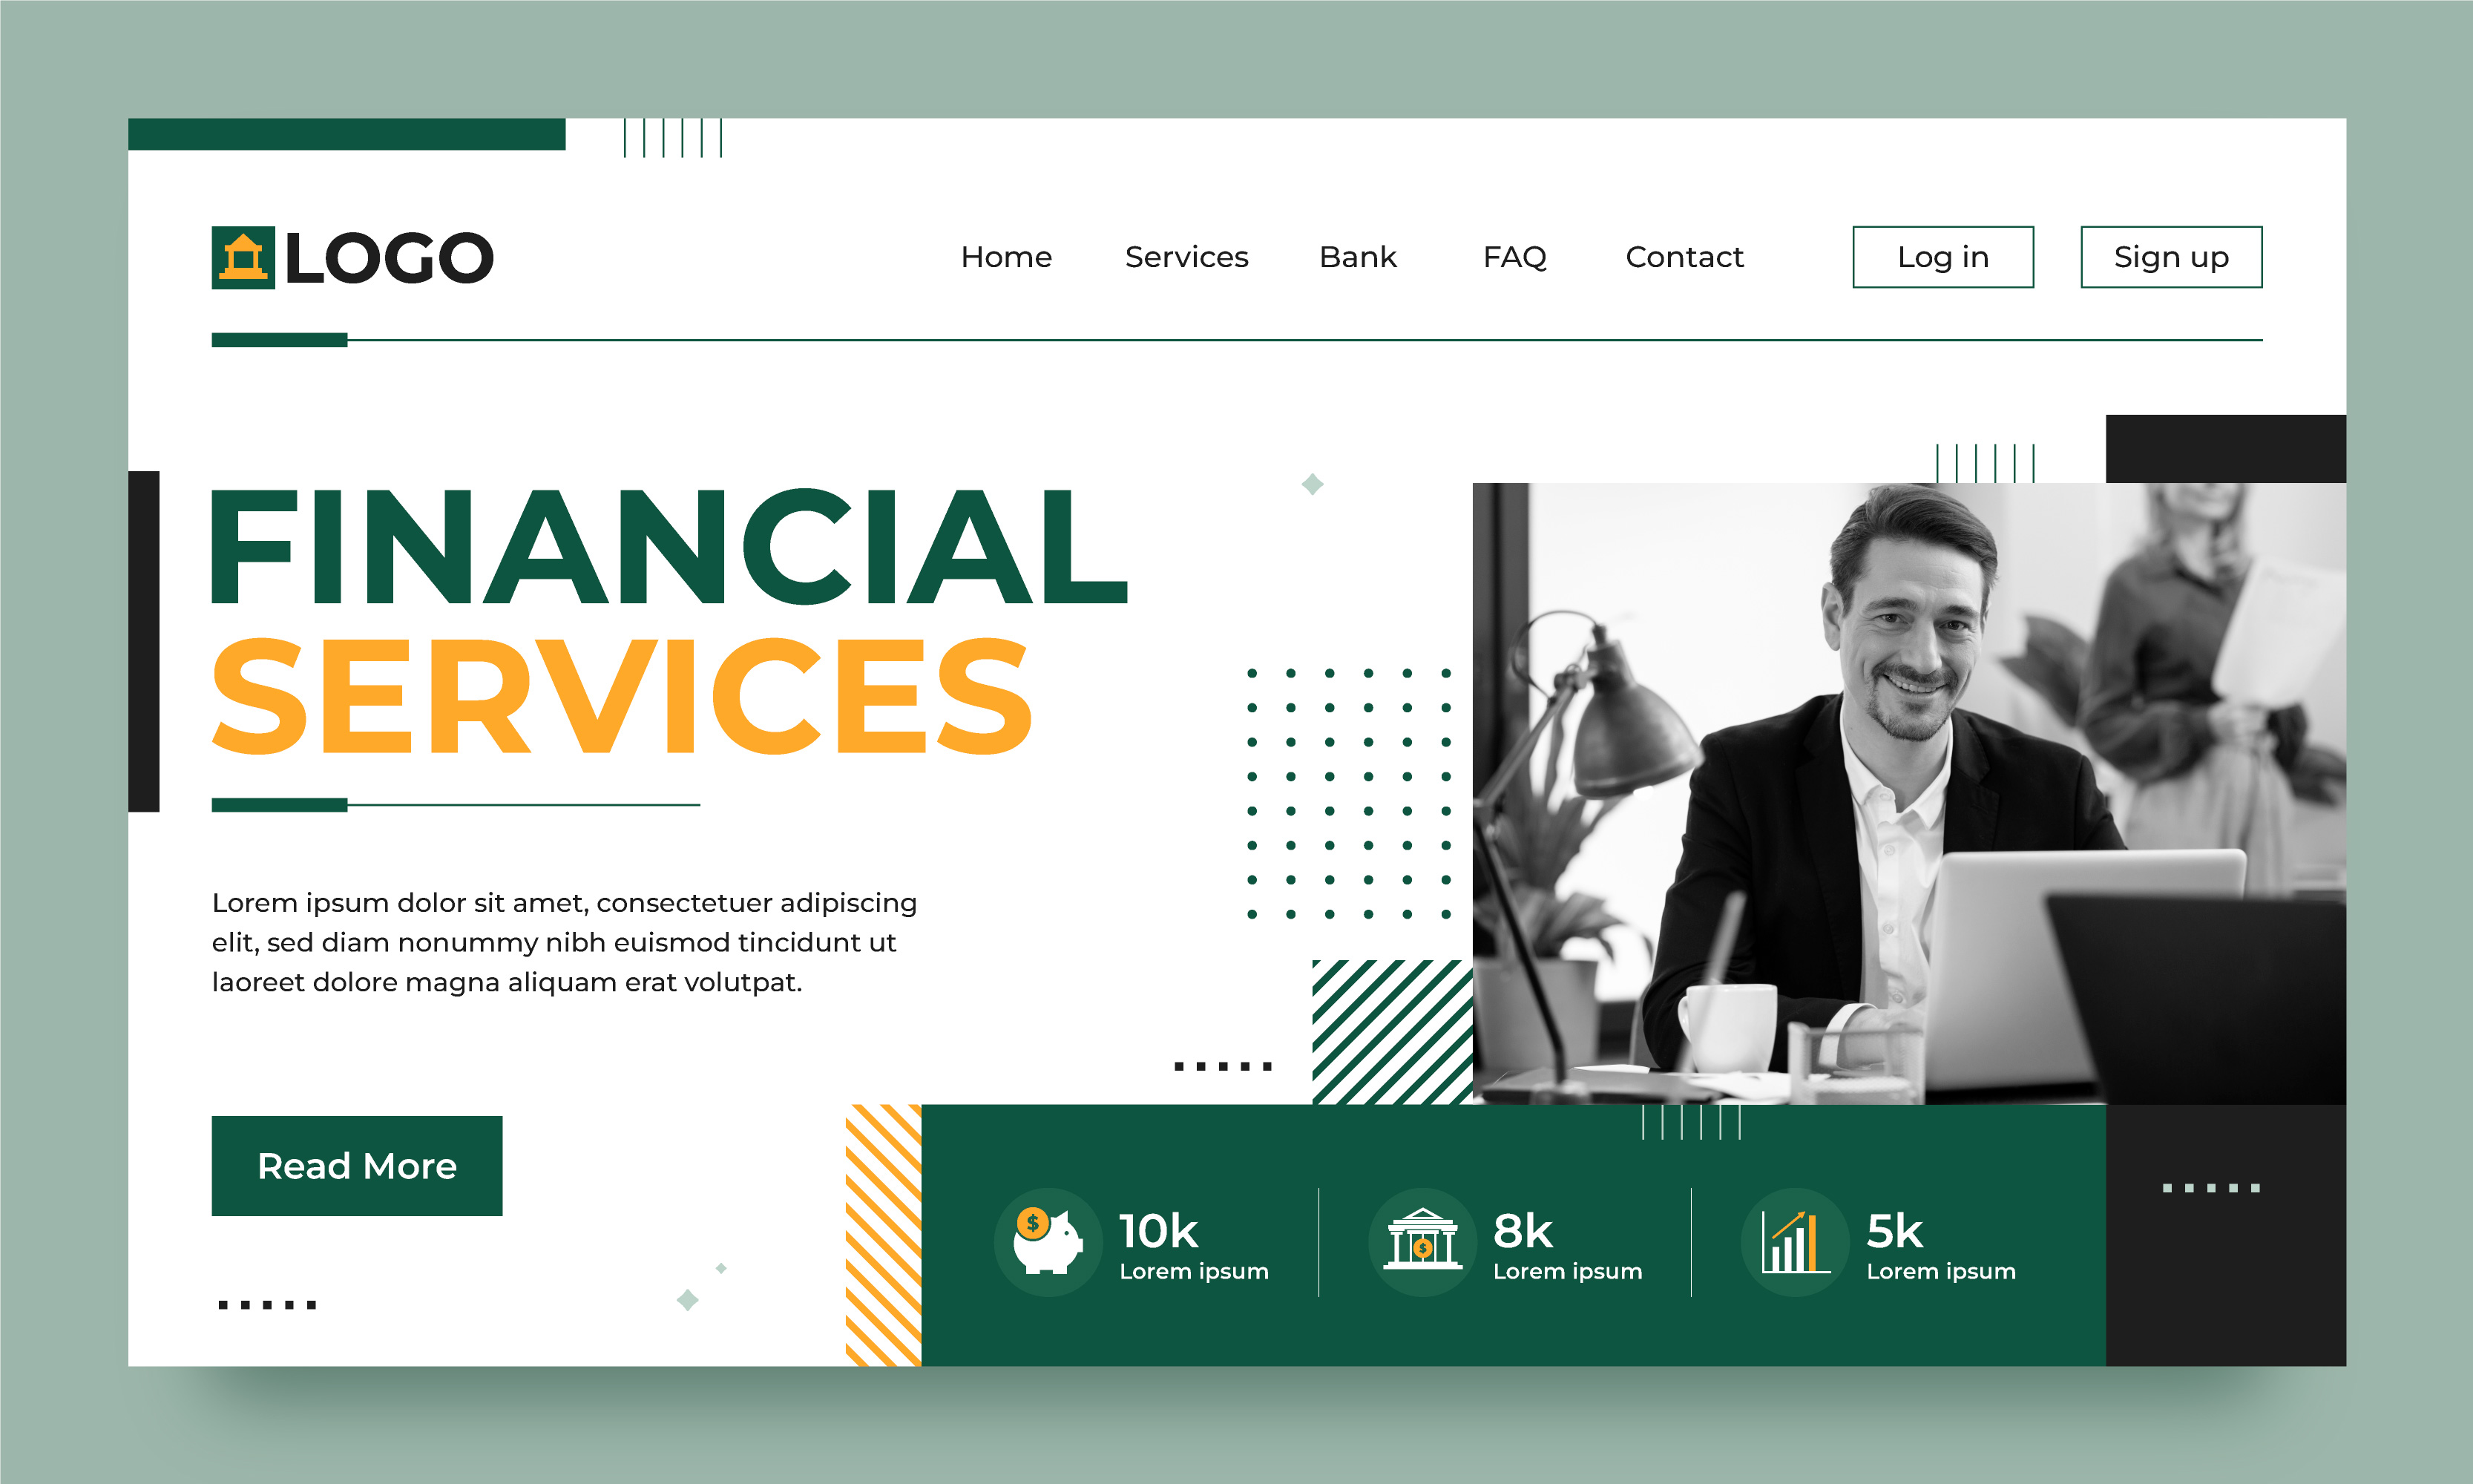 LOGO
Home
Services
Bank
FAQ
Contact
Log in
Sign up
FINANCIAL
SERVICES
Lorem ipsum dolor sit amet, consectetuer adipiscing
elit, sed diam nonummy nibh euismod tincidunt ut
laoreet dolore magna aliquam erat volutpat.
Read More
$
10k
Lorem ipsum
$
8k
Lorem ipsum
5k
Lorem ipsum